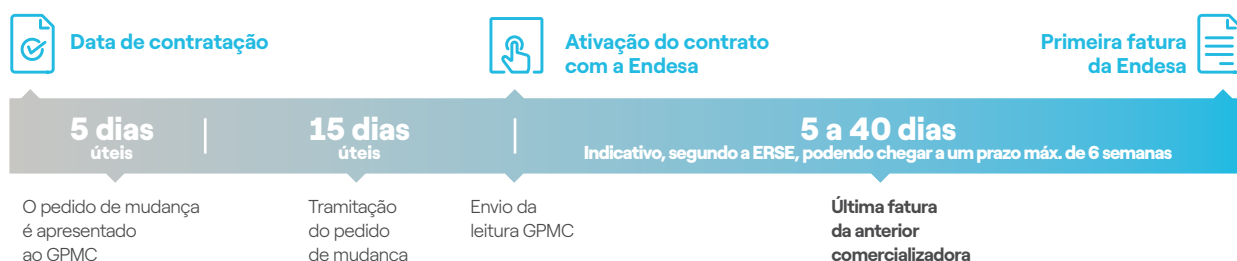 Data de contratação
Ativação do contrato
com a Endesa
Primeira fatura
da Endesa
5 dias
úteis
15 dias
úteis
5 a 40 dias
Indicativo, segundo a ERSE, podendo chegar a um prazo máx. de 6 semanas
O pedido de mudança
é apresentado
ao GPMC
Tramitação
do pedido
de mudança
Envio da
leitura GPMC
Última fatura
da anterior
comercializadora